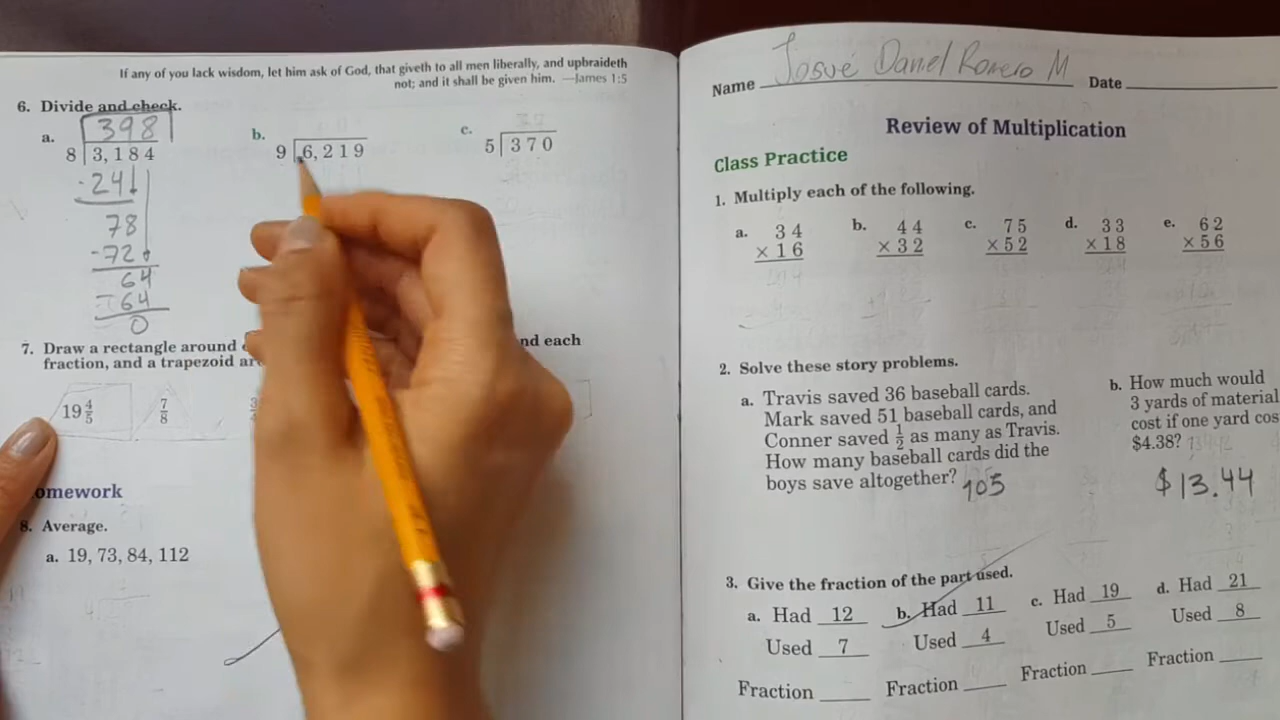 If any of you lack wisdom, let him ask of God, that giveth to all men liberally, and upbraideth
not; and it shall be given him. —James 1:5
6. Divide and check.
a. 398
8 3,184
-24
78
-72
64
-64
0
b. 9 6,219
c. 5 370
7. Draw a rectangle around
nd each
fraction, and a trapezoid
19 4/5
7/8
omework
8. Average.
a. 19, 73, 84, 112
Name Josué Daniel Romero M Date
Review of Multiplication
Class Practice
1. Multiply each of the following.
a. 34 b. 44 c. 75 d. 33 e. 62
×16 ×32 ×52 ×18 ×56
2. Solve these story problems.
a. Travis saved 36 baseball cards.
Mark saved 51 baseball cards, and
Conner saved 1/2 as many as Travis.
How many baseball cards did the
boys save altogether? 105
b. How much would
3 yards of material
cost if one yard cos
$4.38?
$13.44
3. Give the fraction of the part used.
a. Had 12 b. Had 11 c. Had 19 d. Had 21
Used 7 Used 4 Used 5 Used 8
Fraction Fraction Fraction Fraction